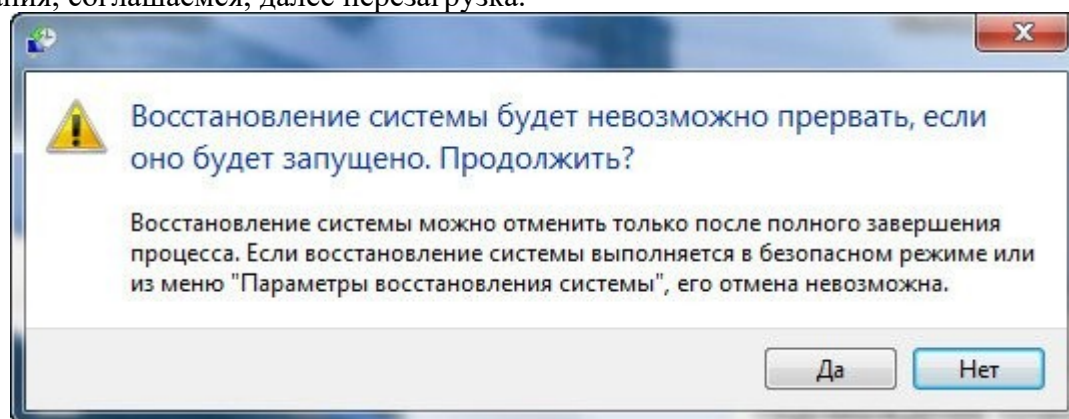 соглашаемся, далее перезагрузка.
Восстановление системы будет невозможно прервать, если
оно будет запущено. Продолжить?
Восстановление системы можно отменить только после полного завершения
процесса. Если восстановление системы выполняется в безопасном режиме или
из меню "Параметры восстановления системы", его отмена невозможна.
Да Нет